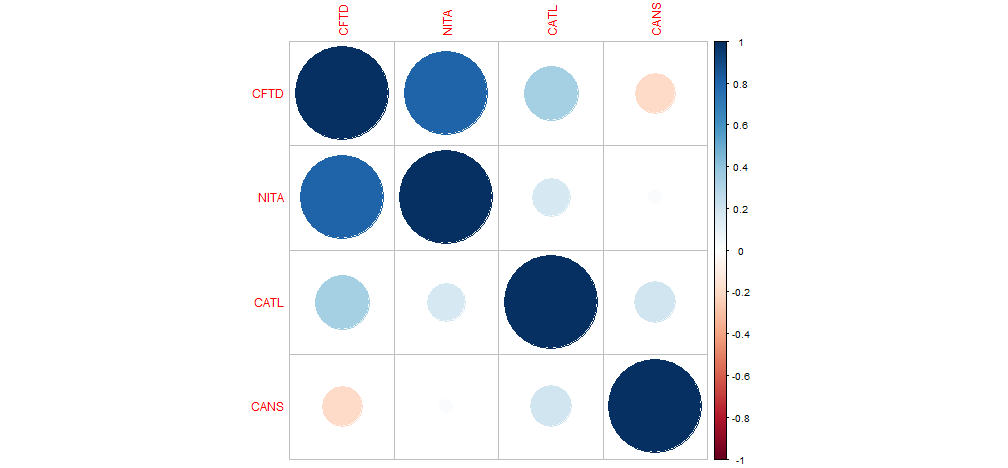 CFTD
NITA
CATL
CANS
CFTD
NITA
CATL
CANS
1
0.8
0.6
0.4
0.2
0
-0.2
-0.4
-0.6
-0.8
-1